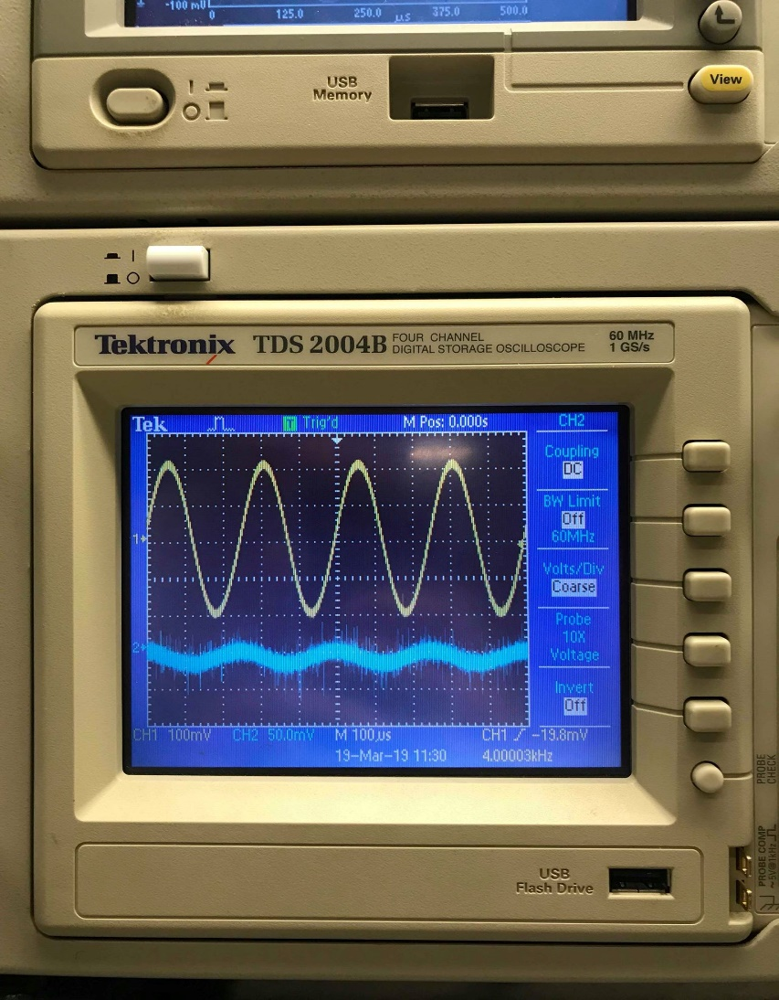 -100 mV
0 125.0 250.0 µs 375.0 500.0
USB
Memory
View
Tektronix TDS 2004B FOUR CHANNEL
DIGITAL STORAGE OSCILLOSCOPE
60 MHz
1 GS/s
Tek T Trig'd M Pos: 0.000s CH2
Coupling
DC
BW Limit
Off
60MHz
Volts/Div
Coarse
Probe
10X
Voltage
Invert
Off
1+
2+
CH1 100mV CH2 50.0mV M 100µs CH1 -19.8mV
19-Mar-19 11:30 4.00003kHz
PROBE
CHECK
PROBE COMP
~5V@1kHz
USB
Flash Drive